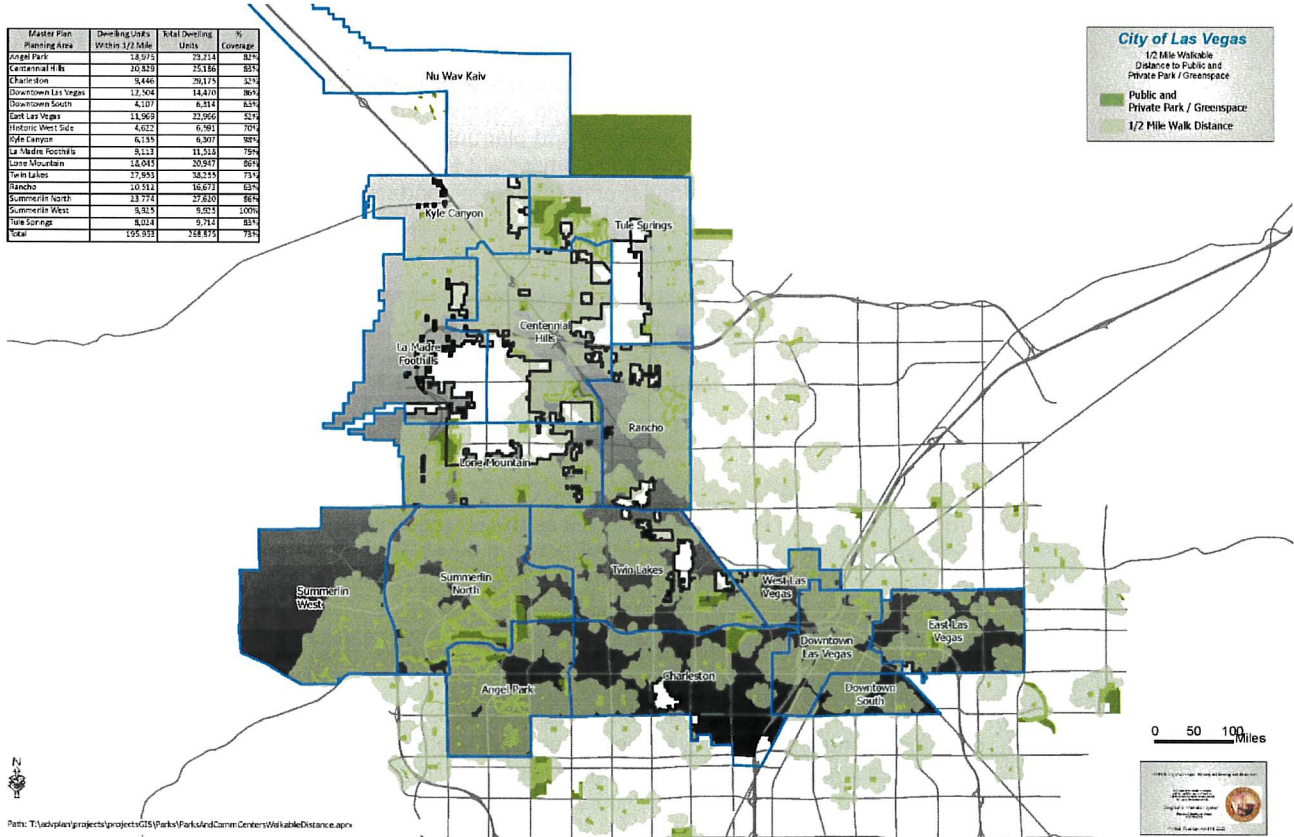 Master Plan Planning Area | Dwelling Units Within 1/2 Mile | Total Dwelling Units | % Coverage
Angel Park 18,975 23,214 82%
Centennial Hills 20,829 25,186 83%
Charleston 9,446 29,175 32%
Downtown Las Vegas 12,504 14,470 86%
Downtown South 4,107 6,314 65%
East Las Vegas 11,969 22,966 52%
Historic West Side 4,622 6,591 70%
Kyle Canyon 6,155 6,307 98%
La Madre Foothills 9,113 11,518 79%
Lone Mountain 18,045 20,947 86%
Twin Lakes 27,953 38,255 73%
Rancho 10,512 16,673 63%
Summerlin North 23,774 27,620 86%
Summerlin West 9,925 9,925 100%
Tule Springs 8,024 9,714 83%
Total 195,953 268,875 73%
City of Las Vegas
1/2 Mile Walkable
Distance to Public and
Private Park / Greenspace
Public and
Private Park / Greenspace
1/2 Mile Walk Distance
Nu Wav Kaiv
Kyle Canyon
Tule Springs
Centennial
Hills
La Madre
Foothills
Rancho
Lone Mountain
Summerlin
West
Summerlin
North
Twin Lakes
West Las
Vegas
East Las
Vegas
Downtown
Las Vegas
Charleston
Angel Park
Downtown
South
0 50 100 Miles
N
Path: T:\advplan\projects\projectsGIS\Parks\ParksAndCommCentersWalkableDistance.aprx